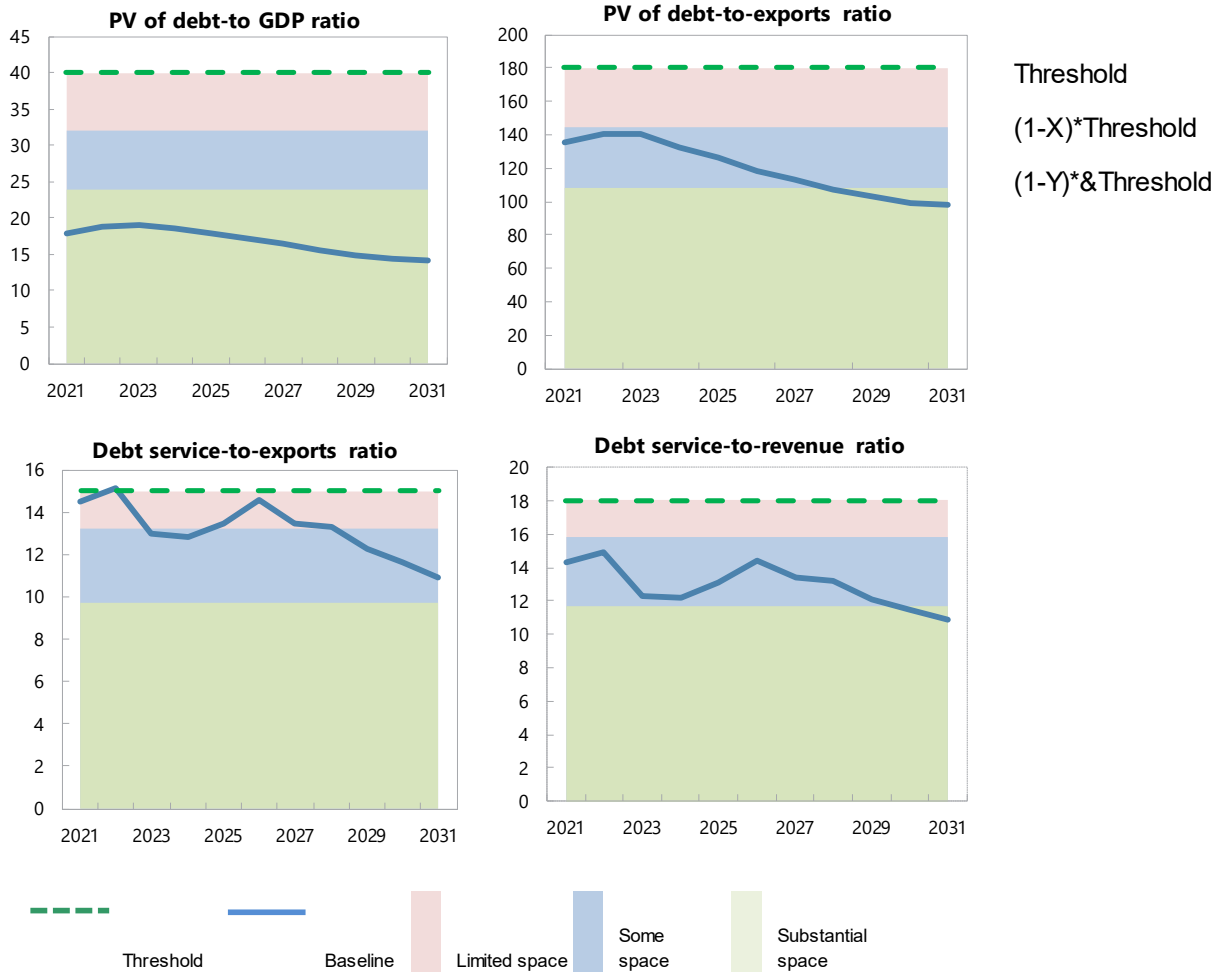 PV of debt-to GDP ratio
45
40
35
30
25
20
15
10
5
0
2021 2023 2025 2027 2029 2031
PV of debt-to-exports ratio
200
180
160
140
120
100
80
60
40
20
0
2021 2023 2025 2027 2029 2031
Threshold
(1-X)*Threshold
(1-Y)*&Threshold
Debt service-to-exports ratio
16
14
12
10
8
6
4
2
0
2021 2023 2025 2027 2029 2031
Debt service-to-revenue ratio
20
18
16
14
12
10
8
6
4
2
0
2021 2023 2025 2027 2029 2031
Threshold
Baseline
Limited space
Some
space
Substantial
space